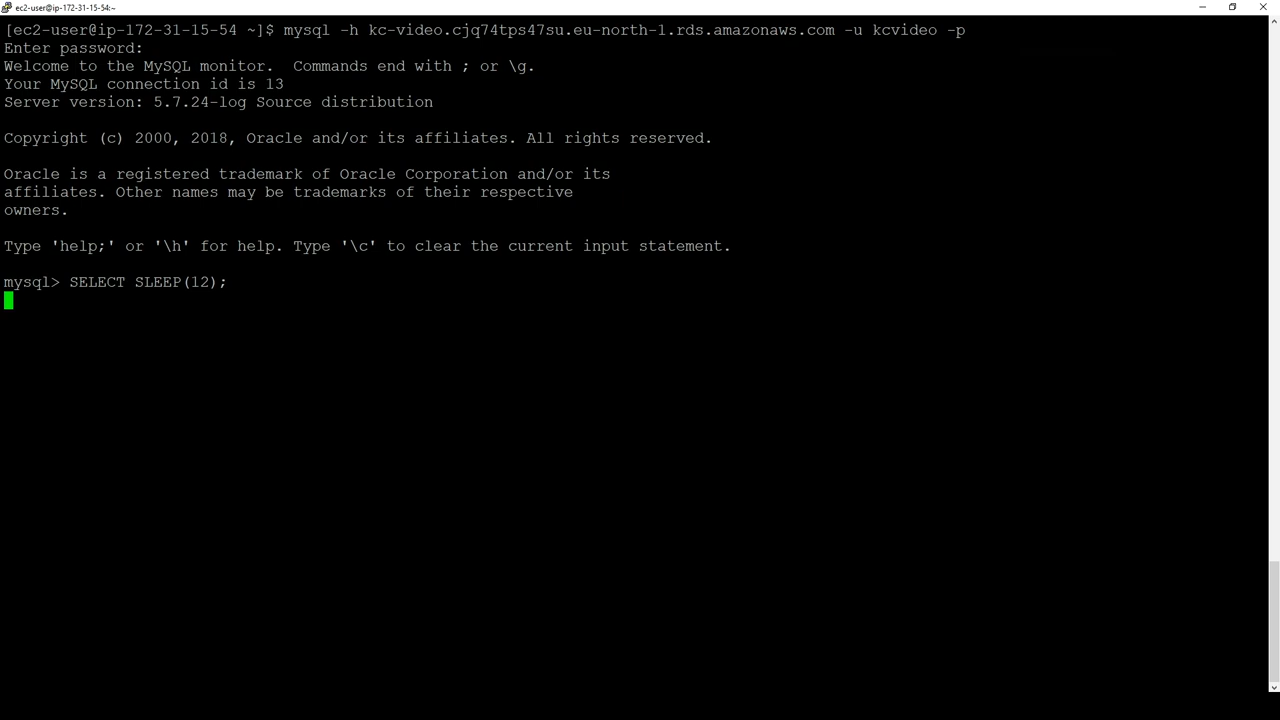 ec2-user@ip-172-31-15-54:~
[ec2-user@ip-172-31-15-54 ~]$ mysql -h kc-video.cjq74tps47su.eu-north-1.rds.amazonaws.com -u kcvideo -p
Enter password:
Welcome to the MySQL monitor.  Commands end with ; or \g.
Your MySQL connection id is 13
Server version: 5.7.24-log Source distribution
Copyright (c) 2000, 2018, Oracle and/or its affiliates. All rights reserved.
Oracle is a registered trademark of Oracle Corporation and/or its
affiliates. Other names may be trademarks of their respective
owners.
Type 'help;' or '\h' for help. Type '\c' to clear the current input statement.
mysql> SELECT SLEEP(12);